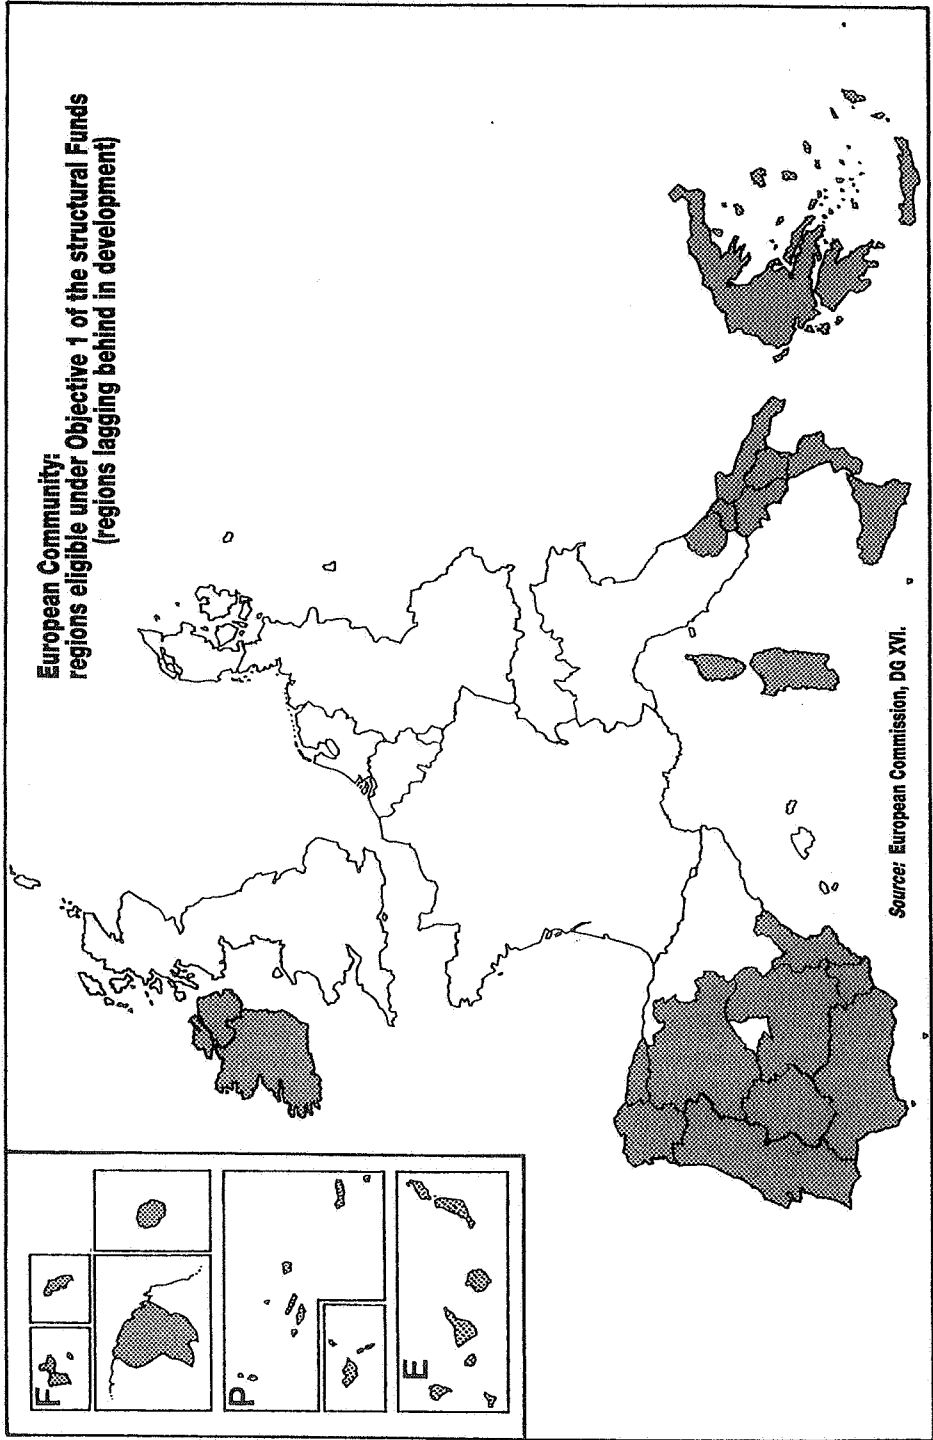 European Community:
regions eligible under Objective 1 of the structural Funds
(regions lagging behind in development)
F
P
E
Source: European Commission, DG XVI.